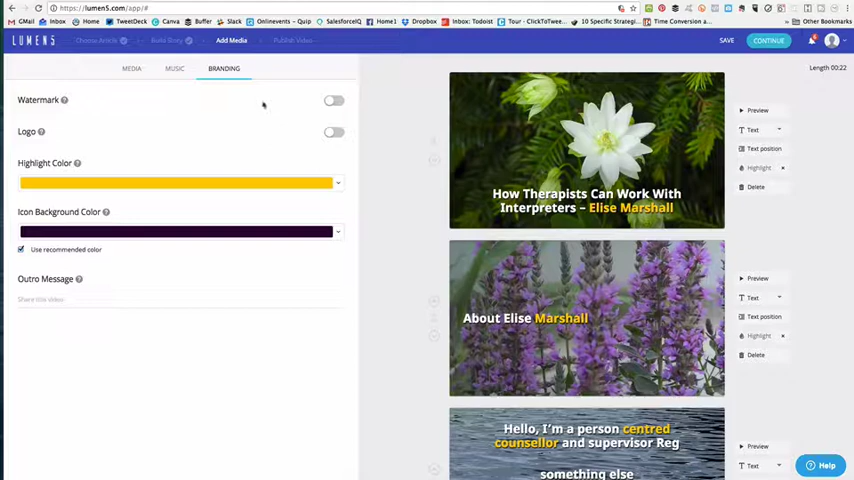 https://lumen5.com/app/#
GMail
Home
TweetDeck
Canva
Buffer
Slack
Onlinevents - Quip
SalesforceIQ
Home1
Dropbox
Inbox: Todoist
Tour - ClickToTwee...
10 Specific Strategi...
Time Conversion a...
Other Bookmarks
LUMEN5
Choose Article
Build Story
Add Media
Publish Video
SAVE
CONTINUE
6
MEDIA
MUSIC
BRANDING
Length 00:22
Watermark ?
Logo ?
Highlight Color ?
Icon Background Color ?
Use recommended color
Outro Message ?
Share this video
How Therapists Can Work With
Interpreters – Elise Marshall
Preview
Text
Text position
Highlight
Delete
About Elise Marshall
Preview
Text
Text position
Highlight
Delete
Hello, I'm a person centred
counsellor and supervisor Reg
something else
Preview
Text
? Help